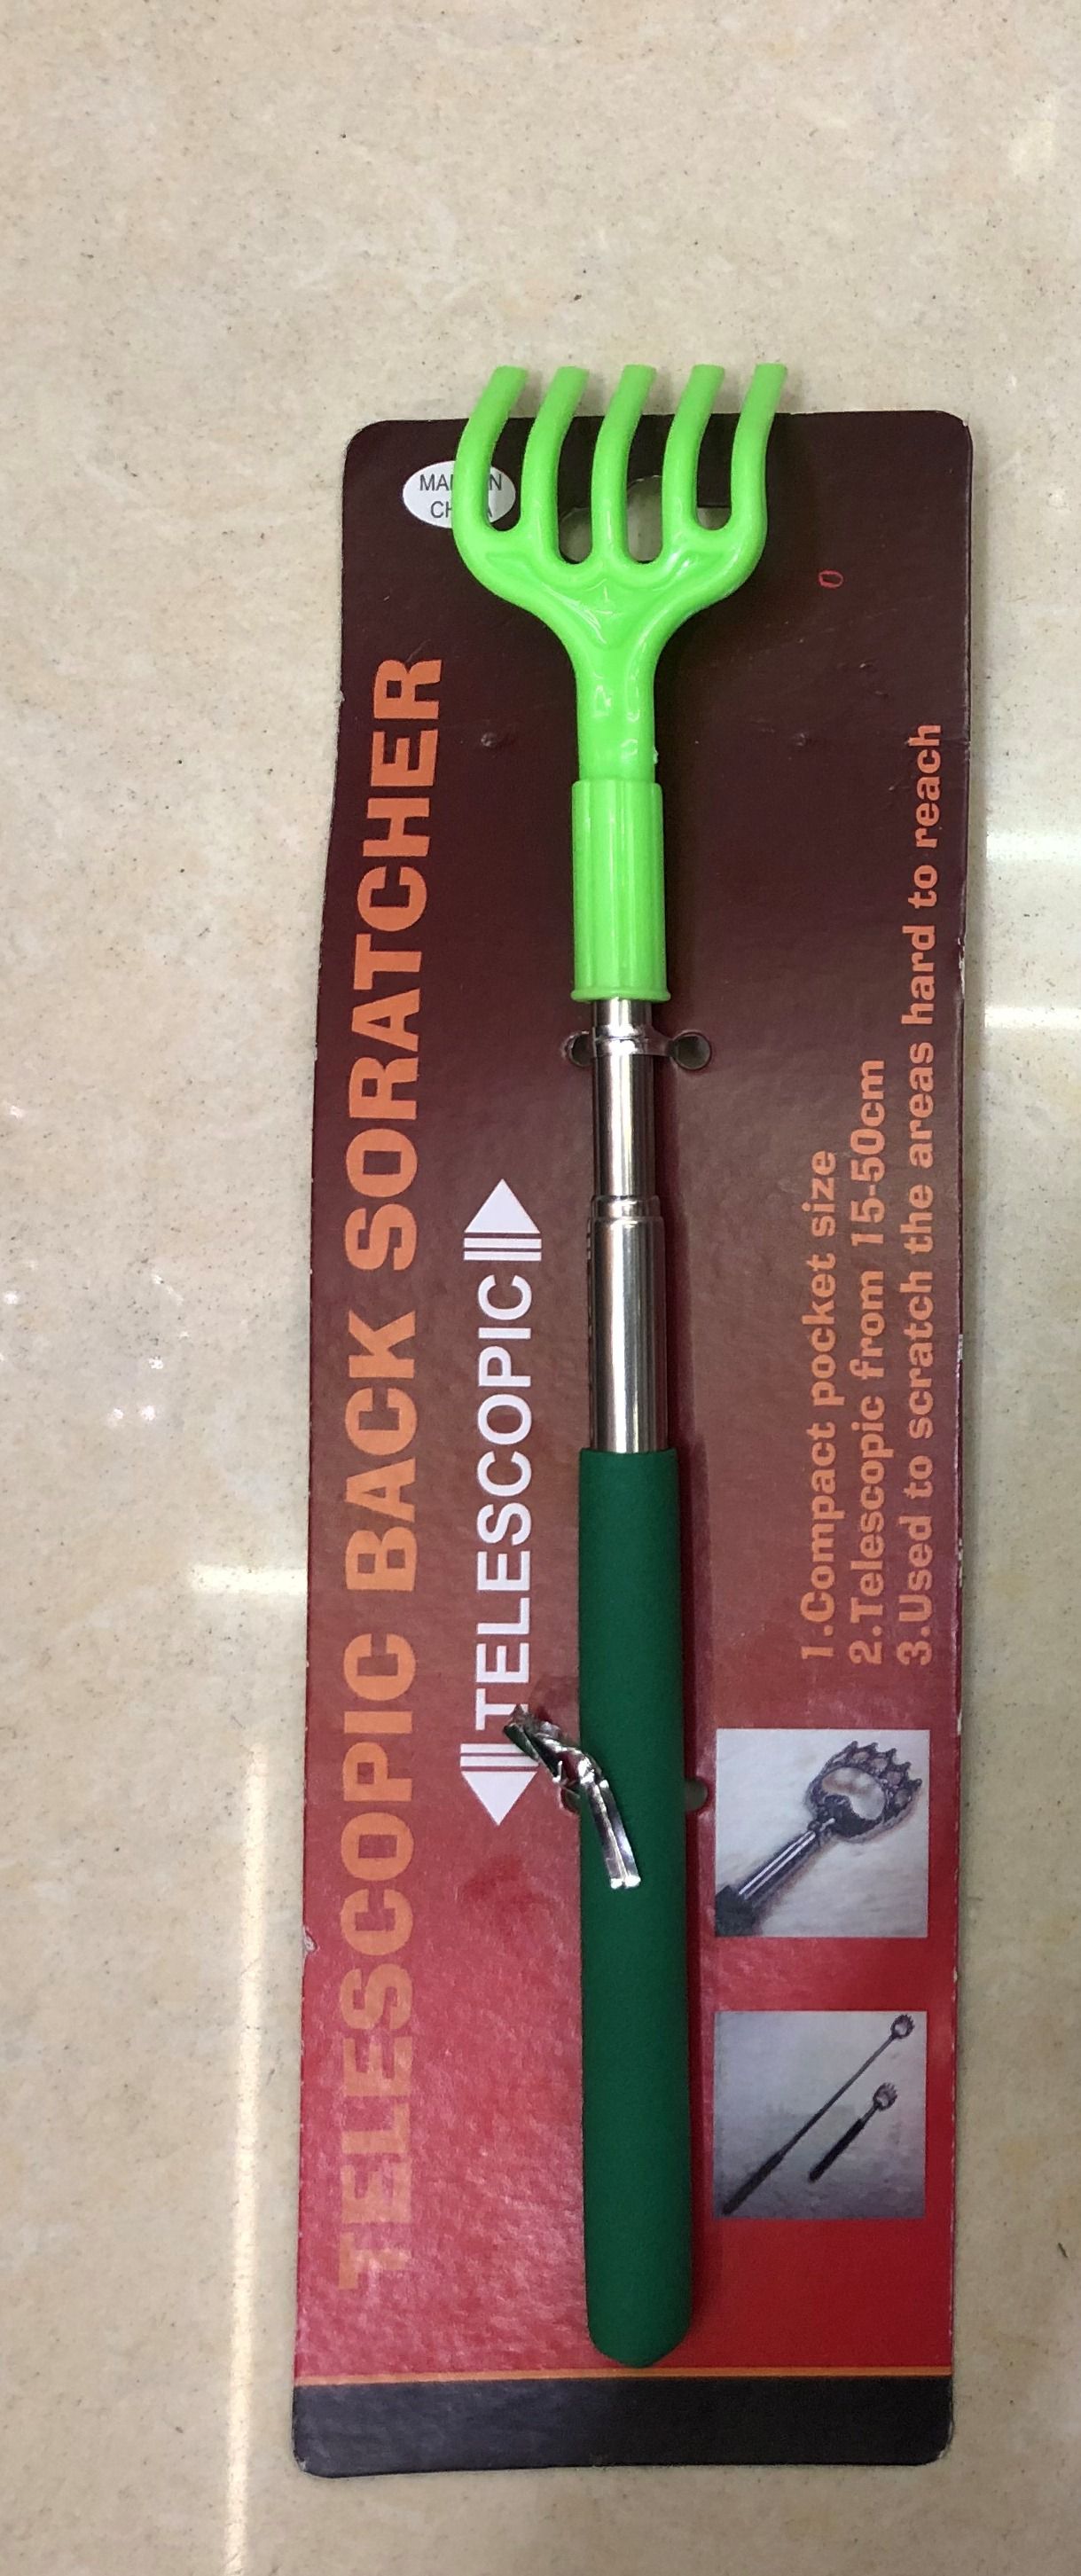 TELESCOPIC BACK SORATCHER
TELESCOPIC
1.Compact pocket size
2.Telescopic from 15-50cm
3.Used to scratch the areas hard to reach